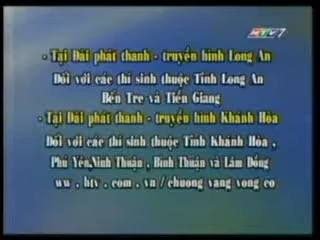 HTV7
- Tại Đài phát thanh - truyền hình Long An
Đối với các thí sinh thuộc Tỉnh Long An
Bến Tre và Tiền Giang
- Tại Đài phát thanh - truyền hình Khánh Hòa
Đối với các thí sinh thuộc Tỉnh Khánh Hòa ,
Phú Yên,Ninh Thuận , Bình Thuận và Lâm Đồng
ww . htv . com . vn / chuong vang vong co